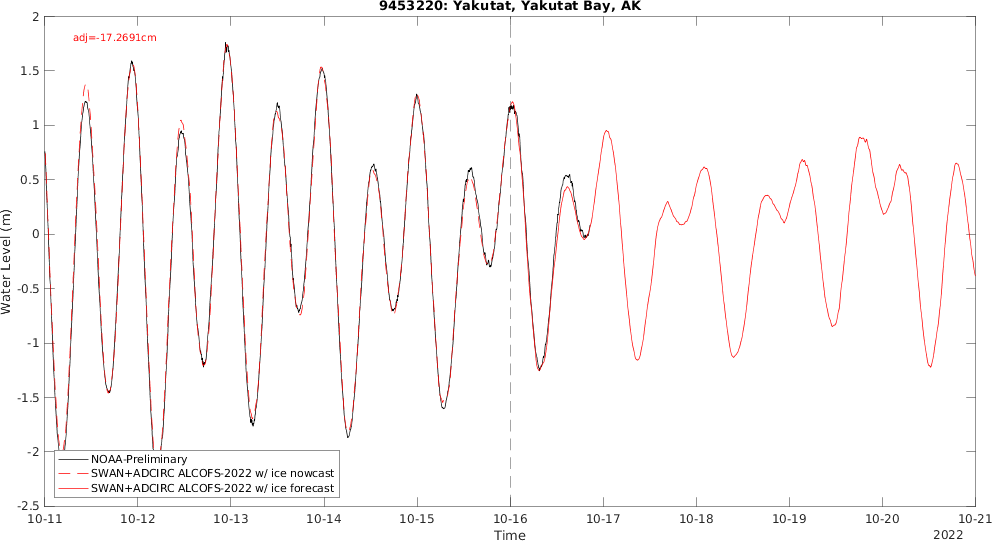 9453220: Yakutat, Yakutat Bay, AK
adj=-17.2691cm
2
1.5
1
0.5
0
-0.5
-1
-1.5
-2
-2.5
Water Level (m)
NOAA-Preliminary
SWAN+ADCIRC ALCOFS-2022 w/ ice nowcast
SWAN+ADCIRC ALCOFS-2022 w/ ice forecast
10-11 10-12 10-13 10-14 10-15 10-16 10-17 10-18 10-19 10-20 10-21
Time
2022